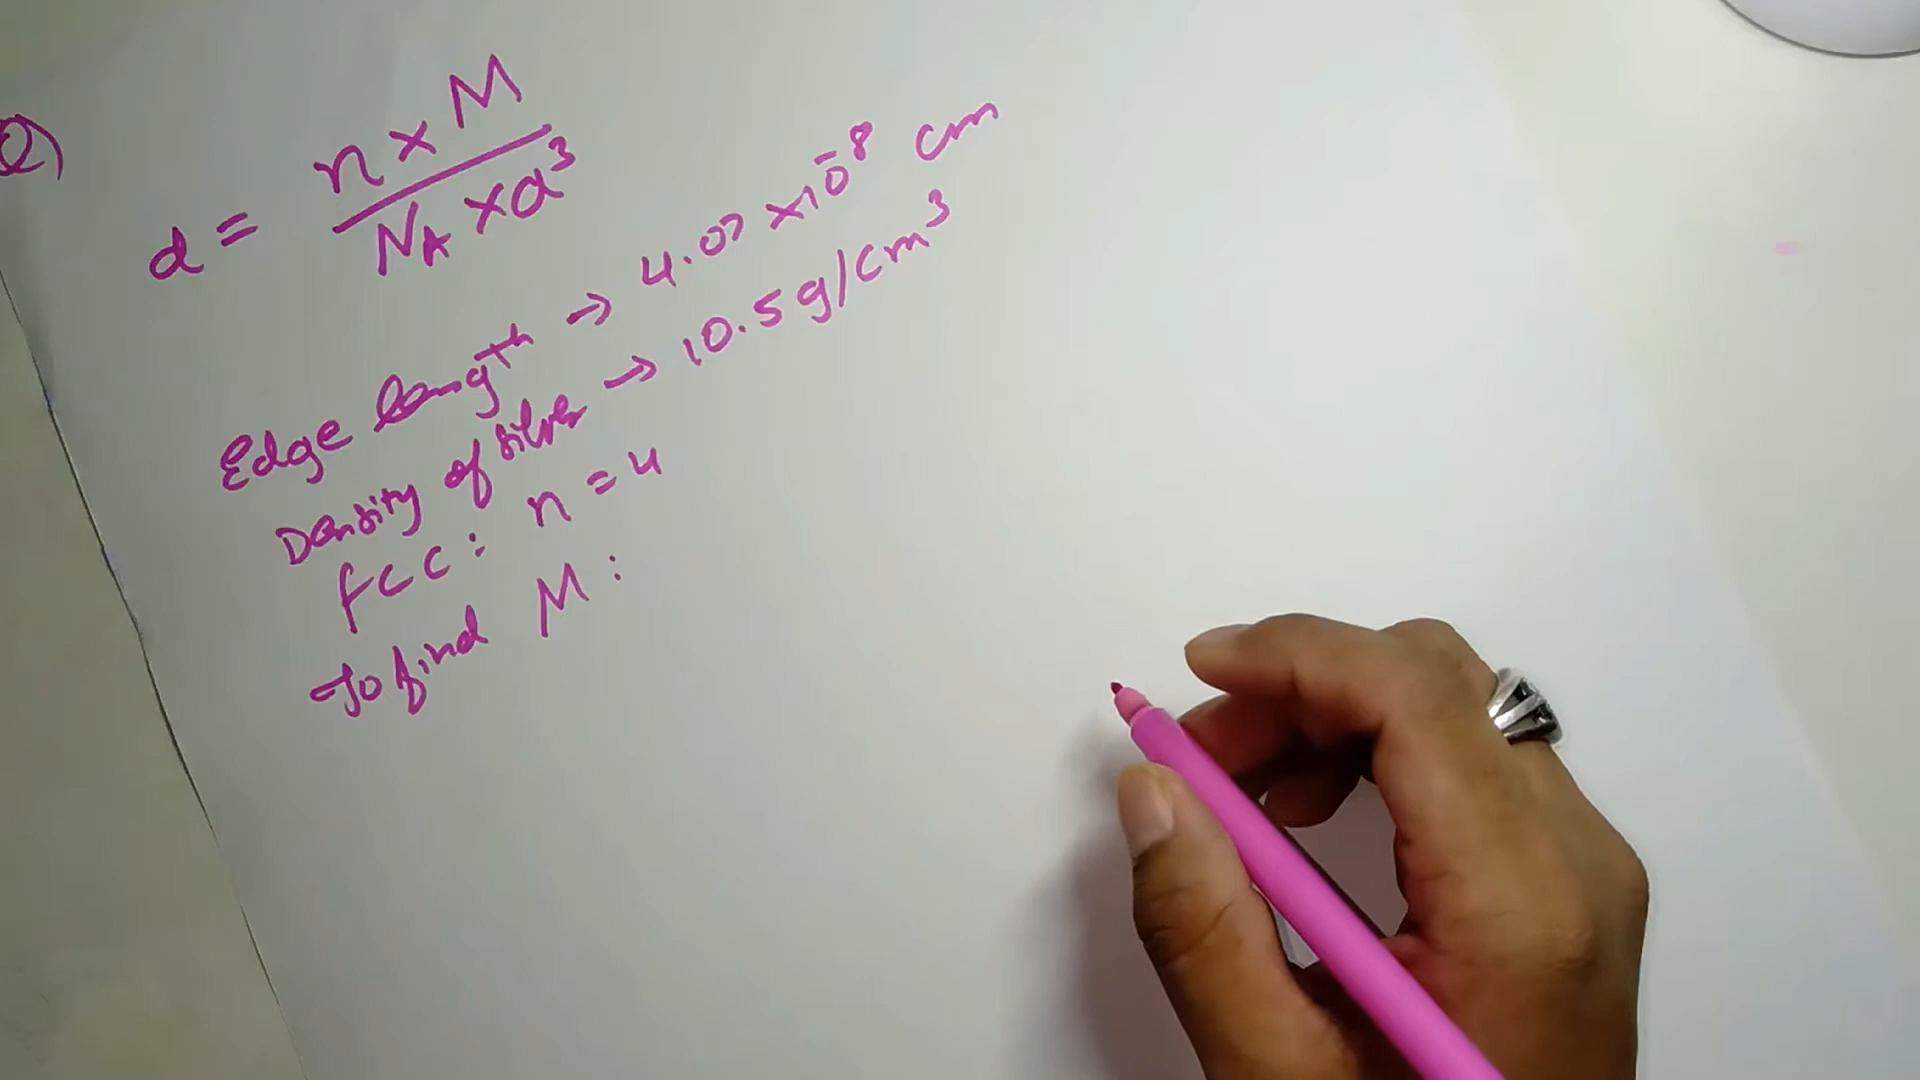 Q)
d = n × M / N_A × a³
Edge length → 4.07 × 10⁻⁸ cm
Density of silver → 10.5 g/cm³
fcc : n = 4
To find M :